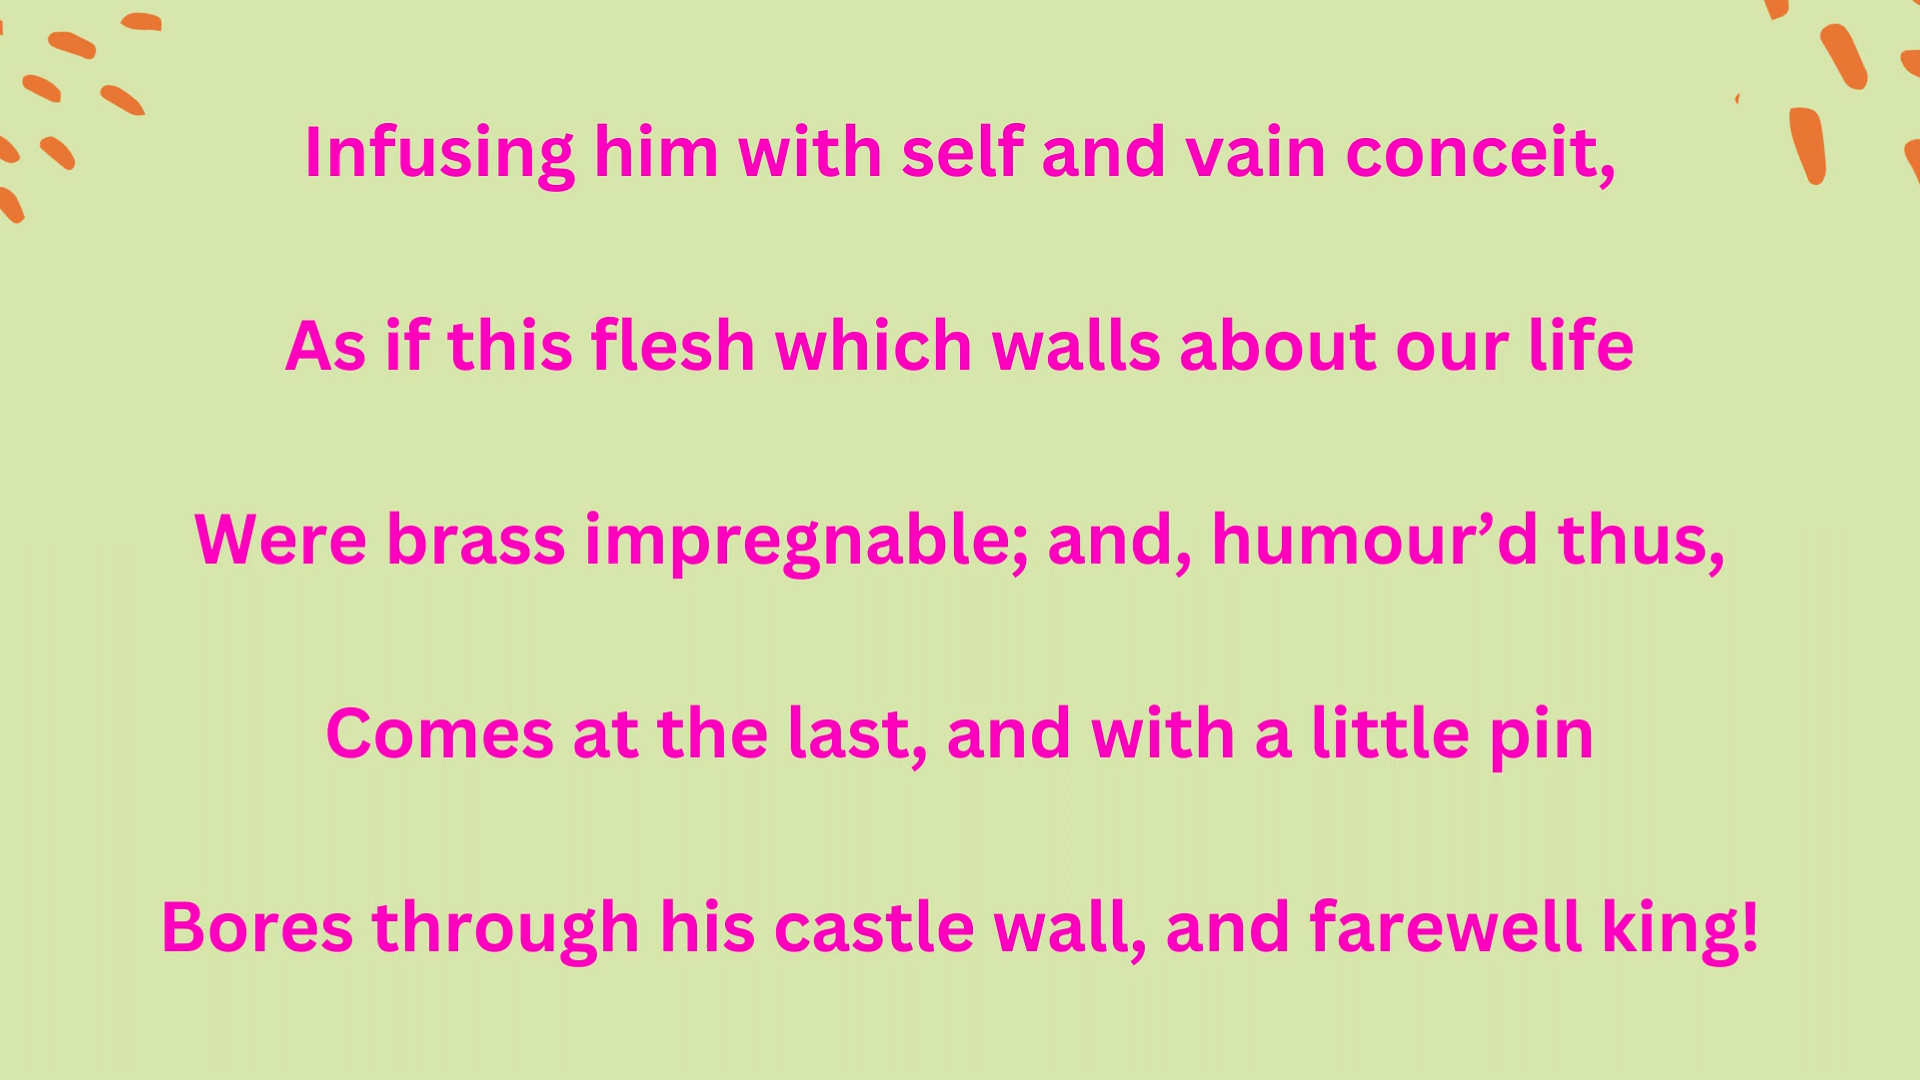 Infusing him with self and vain conceit,
As if this flesh which walls about our life
Were brass impregnable; and, humour’d thus,
Comes at the last, and with a little pin
Bores through his castle wall, and farewell king!